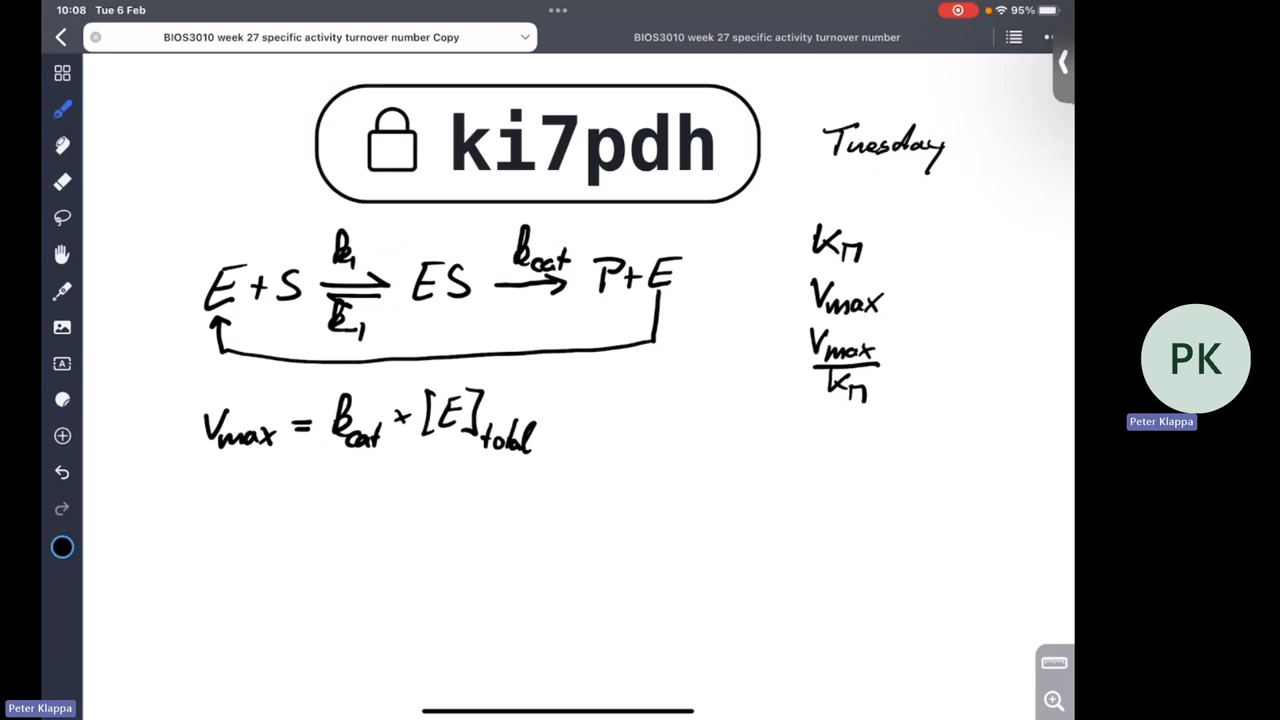 10:08 Tue 6 Feb
95%
BIOS3010 week 27 specific activity turnover number Copy
BIOS3010 week 27 specific activity turnover number
ki7pdh
Tuesday
k₁ kcat
E + S ⇌ ES → P + E
k₋₁
Vmax = kcat × [E]total
KM
Vmax
Vmax
KM
PK
Peter Klappa
Peter Klappa